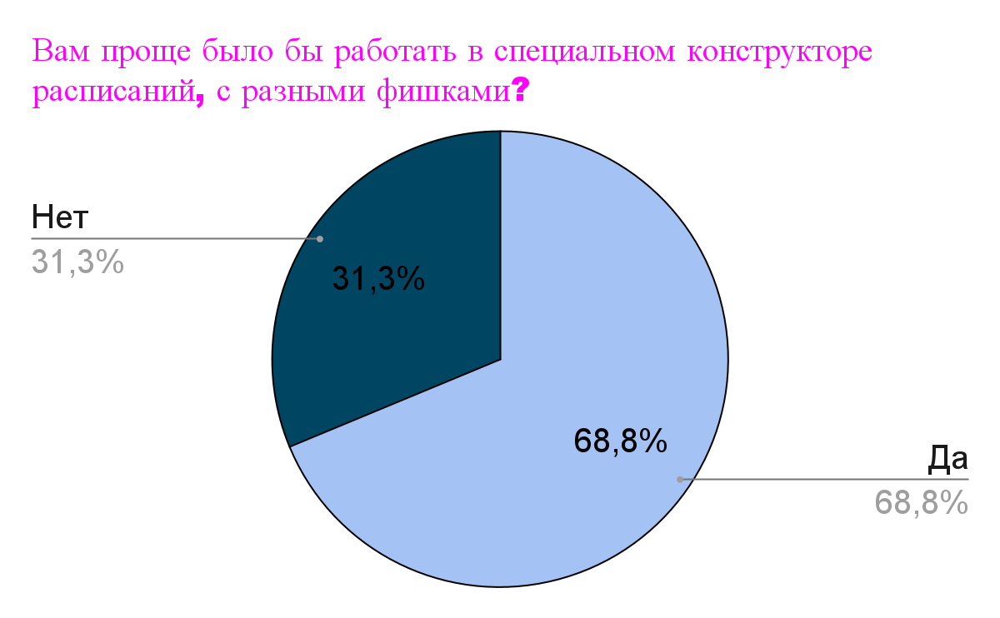 Вам проще было бы работать в специальном конструкторе
расписаний, с разными фишками?
Нет
31,3%
31,3%
68,8%
Да
68,8%